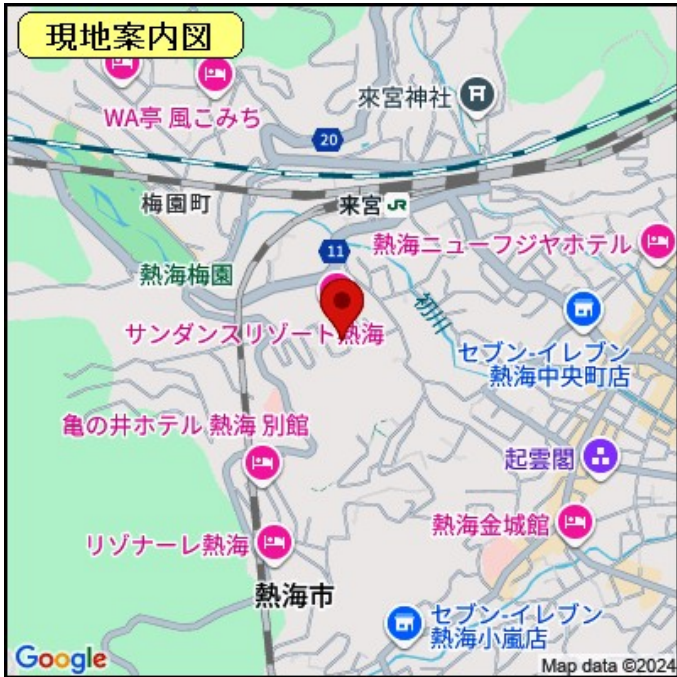 現地案内図
WA亭 風こみち
來宮神社
20
梅園町
来宮 JR
11
熱海ニューフジヤホテル
熱海梅園
初川
サンダンスリゾート熱海
セブン-イレブン
熱海中央町店
亀の井ホテル 熱海 別館
起雲閣
熱海金城館
リゾナーレ熱海
熱海市
セブン-イレブン
熱海小嵐店
Google
Map data ©2024